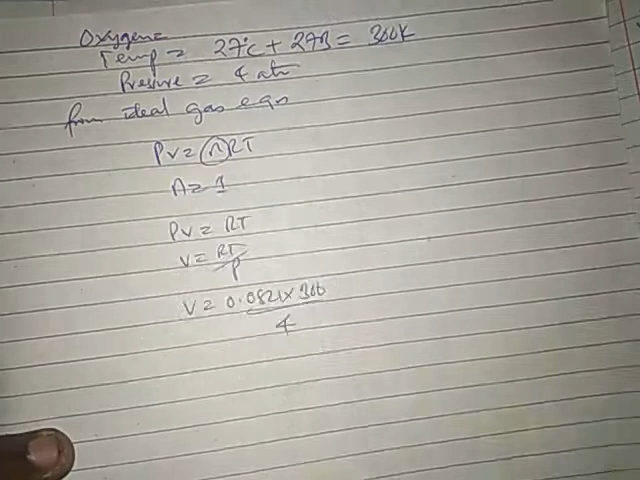 Oxygene
Temp = 27°C + 273 = 300K
Pressure = 4 atm
from ideal gas eqn
PV = nRT
n = 1
PV = RT
V = RT/P
V = 0.0821 x 300
4